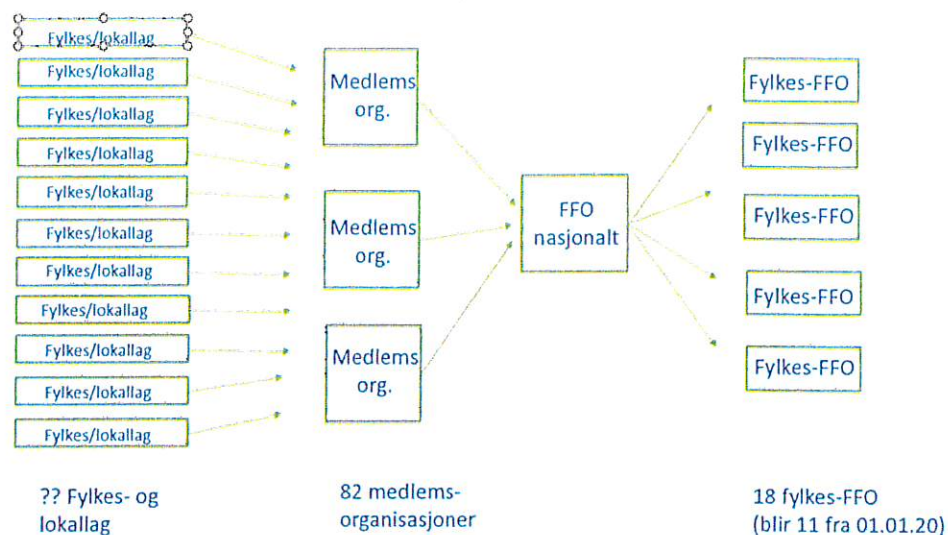 Fylkes/lokallag
Fylkes/lokallag
Fylkes/lokallag
Fylkes/lokallag
Fylkes/lokallag
Fylkes/lokallag
Fylkes/lokallag
Fylkes/lokallag
Fylkes/lokallag
Fylkes/lokallag
Fylkes/lokallag
?? Fylkes- og
lokallag
Medlems
org.
Medlems
org.
Medlems
org.
82 medlems-
organisasjoner
FFO
nasjonalt
Fylkes-FFO
Fylkes-FFO
Fylkes-FFO
Fylkes-FFO
Fylkes-FFO
18 fylkes-FFO
(blir 11 fra 01.01.20)